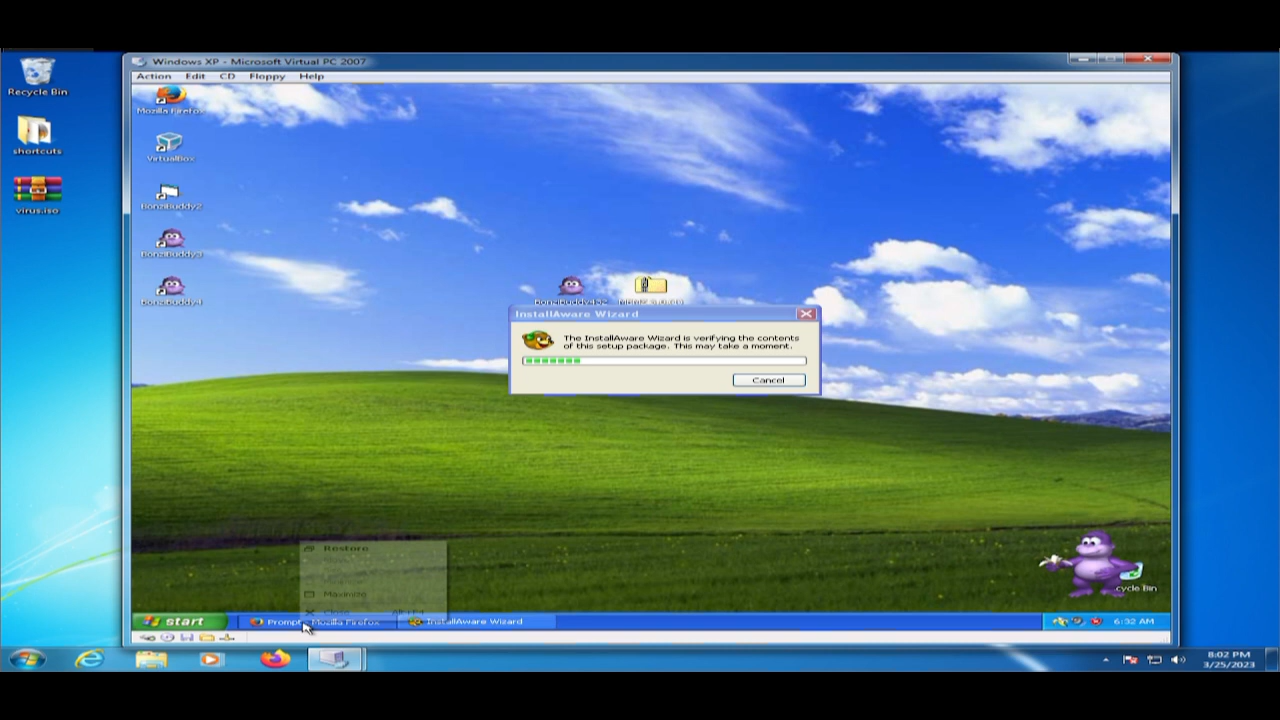 Windows XP - Microsoft Virtual PC 2007
Action Edit CD Floppy Help
Recycle Bin
shortcuts
virus.iso
Mozilla Firefox
VirtualBox
BonziBuddy2
BonziBuddy3
BonziBuddy4
InstallAware Wizard
The InstallAware Wizard is verifying the contents
of this setup package. This may take a moment.
Cancel
Restore
Maximize
Close Alt+F4
cycle Bin
start
Prompt Mozilla Firefox
InstallAware Wizard
6:32 AM
8:02 PM
3/25/2023